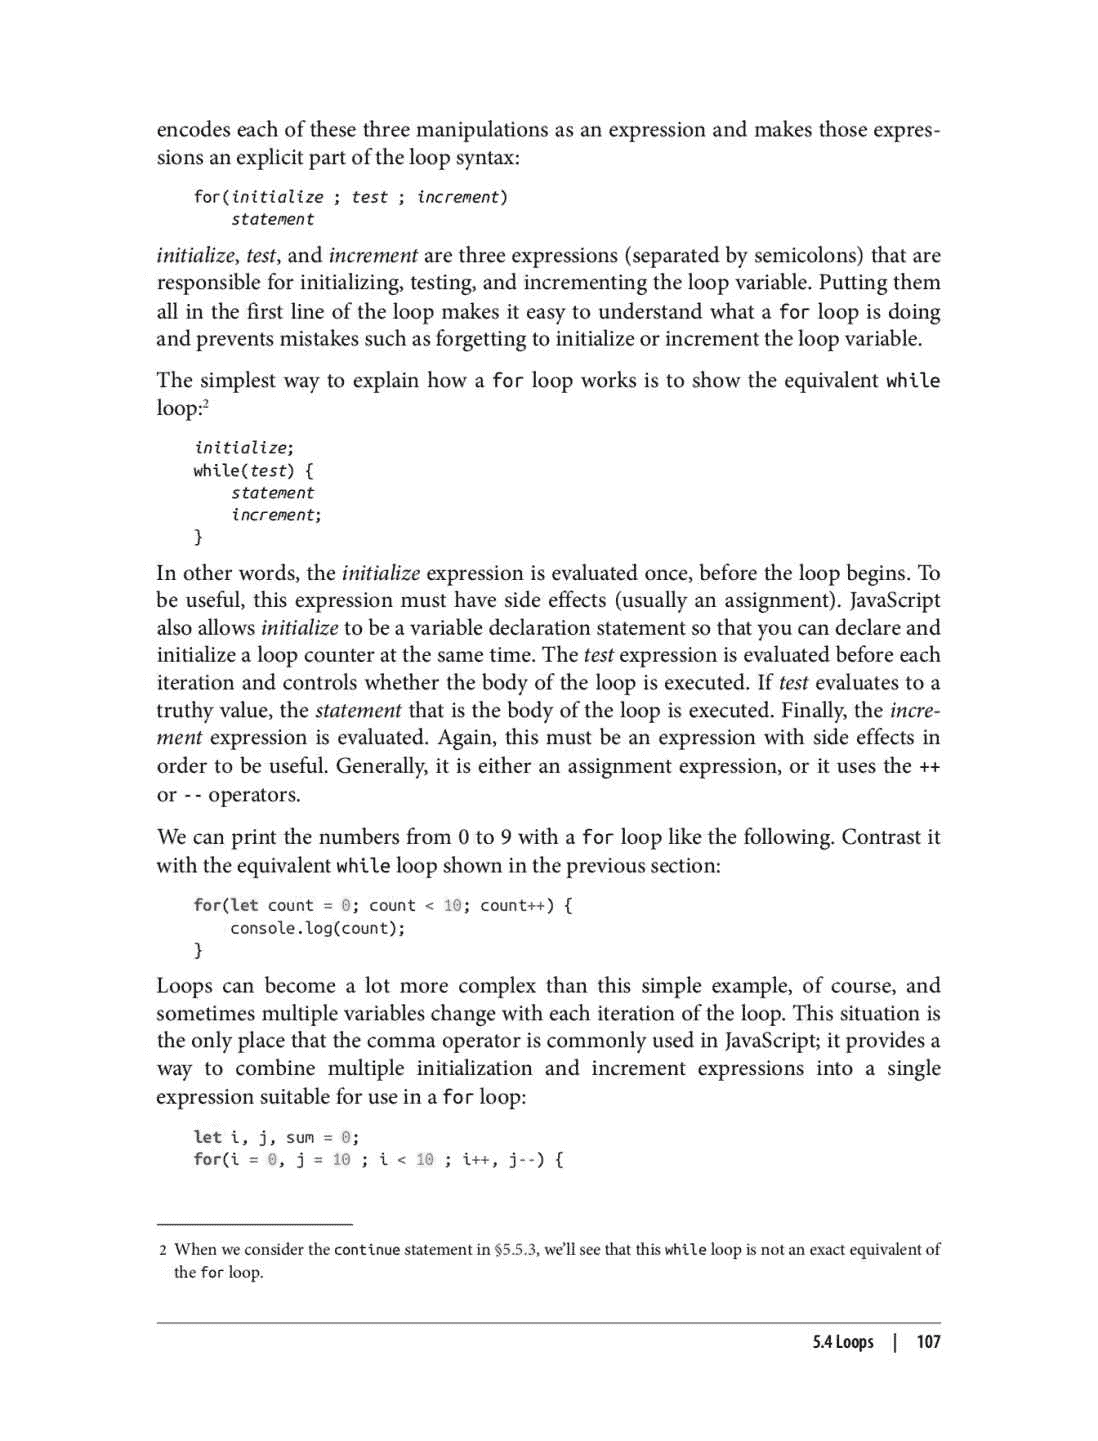 encodes each of these three manipulations as an expression and makes those expres-
sions an explicit part of the loop syntax:
for(initialize ; test ; increment)
statement
initialize, test, and increment are three expressions (separated by semicolons) that are
responsible for initializing, testing, and incrementing the loop variable. Putting them
all in the first line of the loop makes it easy to understand what a for loop is doing
and prevents mistakes such as forgetting to initialize or increment the loop variable.
The simplest way to explain how a for loop works is to show the equivalent while
loop:2
initialize;
while(test) {
statement
increment;
}
In other words, the initialize expression is evaluated once, before the loop begins. To
be useful, this expression must have side effects (usually an assignment). JavaScript
also allows initialize to be a variable declaration statement so that you can declare and
initialize a loop counter at the same time. The test expression is evaluated before each
iteration and controls whether the body of the loop is executed. If test evaluates to a
truthy value, the statement that is the body of the loop is executed. Finally, the incre-
ment expression is evaluated. Again, this must be an expression with side effects in
order to be useful. Generally, it is either an assignment expression, or it uses the ++
or -- operators.
We can print the numbers from 0 to 9 with a for loop like the following. Contrast it
with the equivalent while loop shown in the previous section:
for(let count = 0; count < 10; count++) {
console.log(count);
}
Loops can become a lot more complex than this simple example, of course, and
sometimes multiple variables change with each iteration of the loop. This situation is
the only place that the comma operator is commonly used in JavaScript; it provides a
way to combine multiple initialization and increment expressions into a single
expression suitable for use in a for loop:
let i, j, sum = 0;
for(i = 0, j = 10 ; i < 10 ; i++, j--) {
2 When we consider the continue statement in §5.5.3, we'll see that this while loop is not an exact equivalent of
the for loop.
5.4 Loops | 107